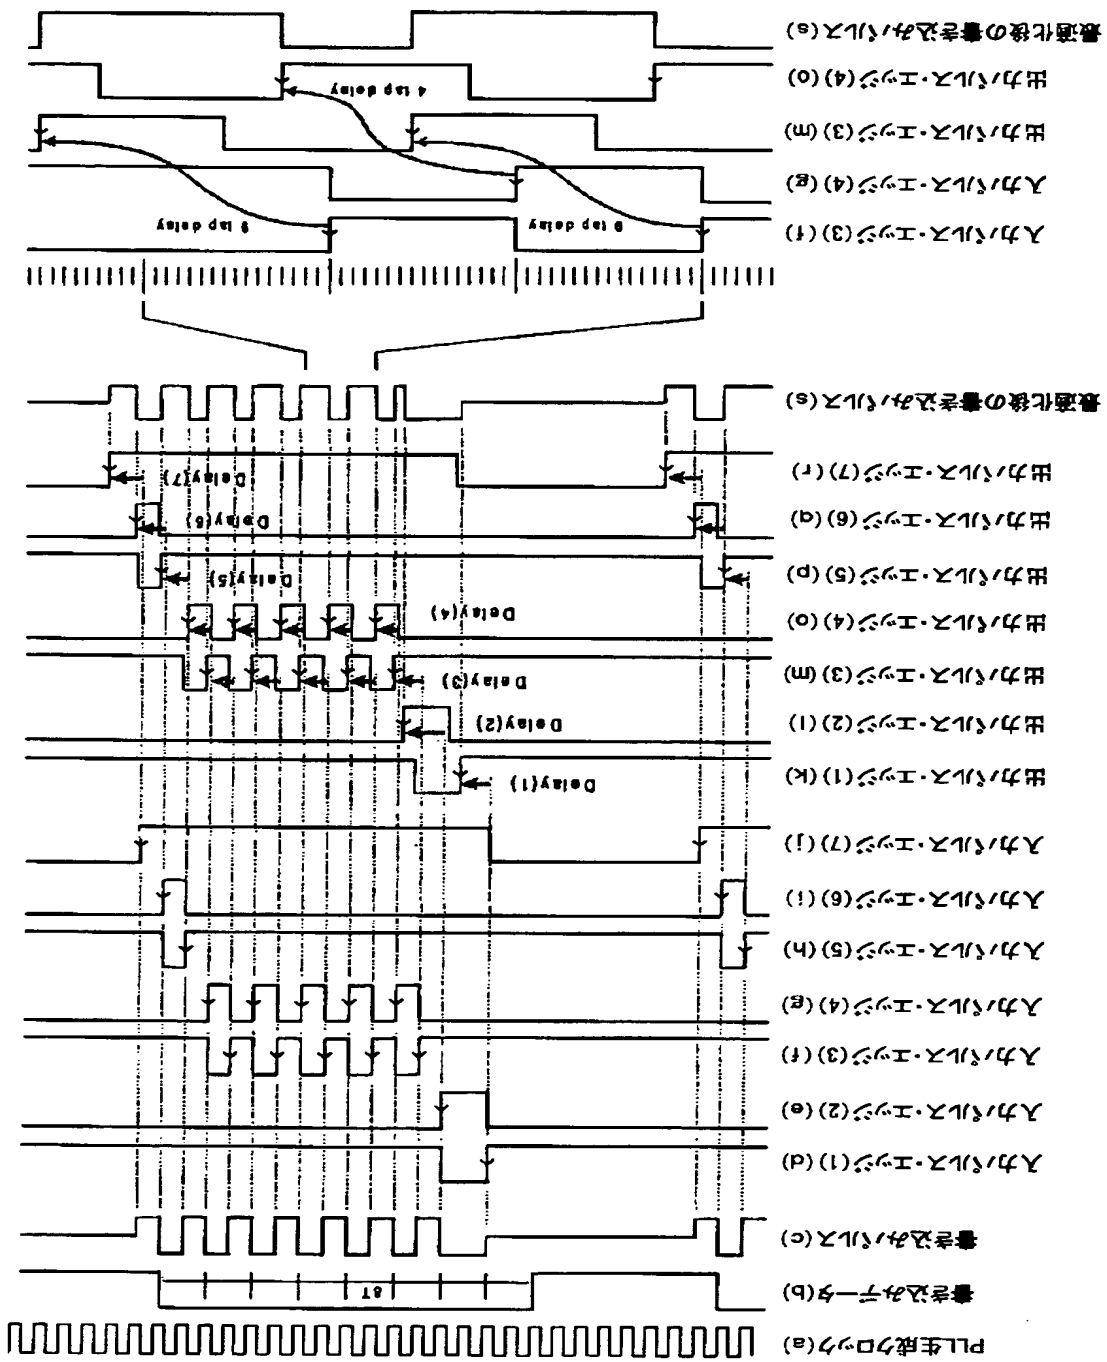 PLL生成クロック(a)
書き込みデータ(b)
8T
書き込みパルス(c)
入力パルス・エッジ(1)(d)
入力パルス・エッジ(2)(e)
入力パルス・エッジ(3)(f)
入力パルス・エッジ(4)(g)
入力パルス・エッジ(5)(h)
入力パルス・エッジ(6)(i)
入力パルス・エッジ(7)(j)
出力パルス・エッジ(1)(k)
Delay(1)
出力パルス・エッジ(2)(l)
Delay(2)
出力パルス・エッジ(3)(m)
Delay(3)
出力パルス・エッジ(4)(o)
Delay(4)
出力パルス・エッジ(5)(p)
Delay(5)
出力パルス・エッジ(6)(q)
Delay(6)
出力パルス・エッジ(7)(r)
Delay(7)
最適化後の書き込みパルス(s)
入力パルス・エッジ(3)(f)
9 tap delay
9 tap delay
入力パルス・エッジ(4)(g)
出力パルス・エッジ(3)(m)
出力パルス・エッジ(4)(o)
4 tap delay
最適化後の書き込みパルス(s)